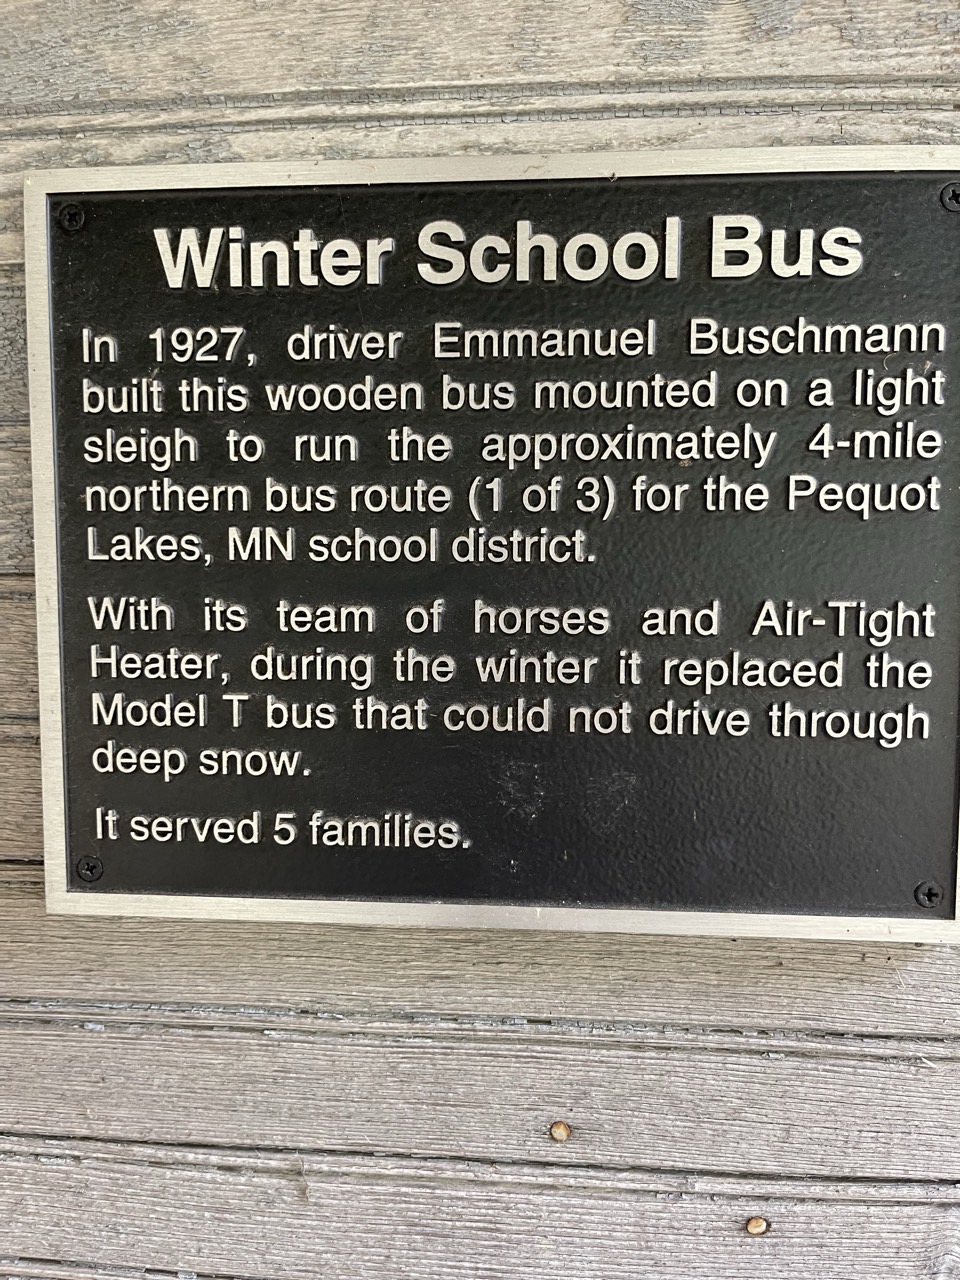 Winter School Bus
In 1927, driver Emmanuel Buschmann
built this wooden bus mounted on a light
sleigh to run the approximately 4-mile
northern bus route (1 of 3) for the Pequot
Lakes, MN school district.
With its team of horses and Air-Tight
Heater, during the winter it replaced the
Model T bus that could not drive through
deep snow.
It served 5 families.